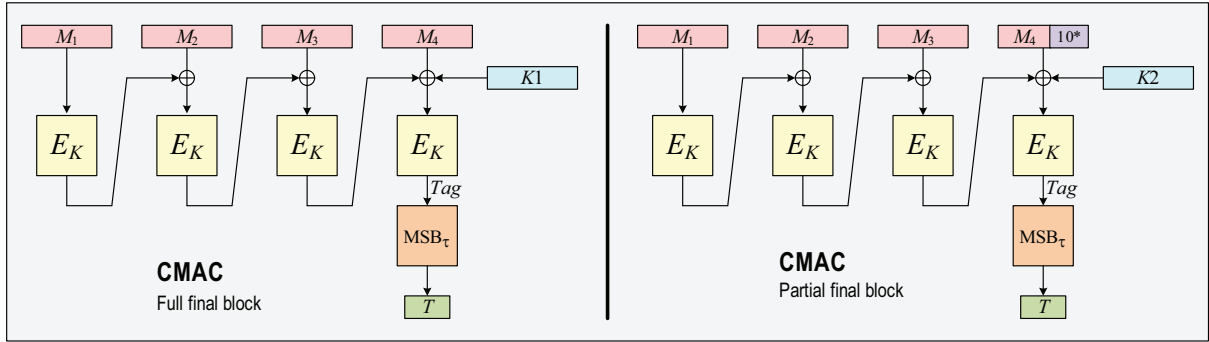 M1 M2 M3 M4
K1
EK EK EK EK
Tag
MSBτ
CMAC
Full final block
T
M1 M2 M3 M4 10*
K2
EK EK EK EK
Tag
MSBτ
CMAC
Partial final block
T